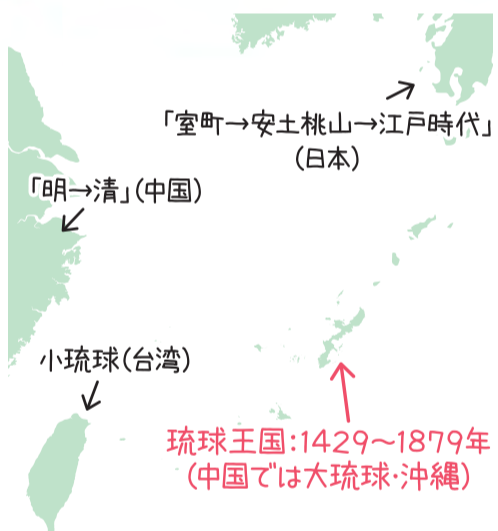 「室町→安土桃山→江戸時代」
(日本)
「明→清」(中国)
小琉球(台湾)
琉球王国:1429〜1879年
(中国では大琉球・沖縄)